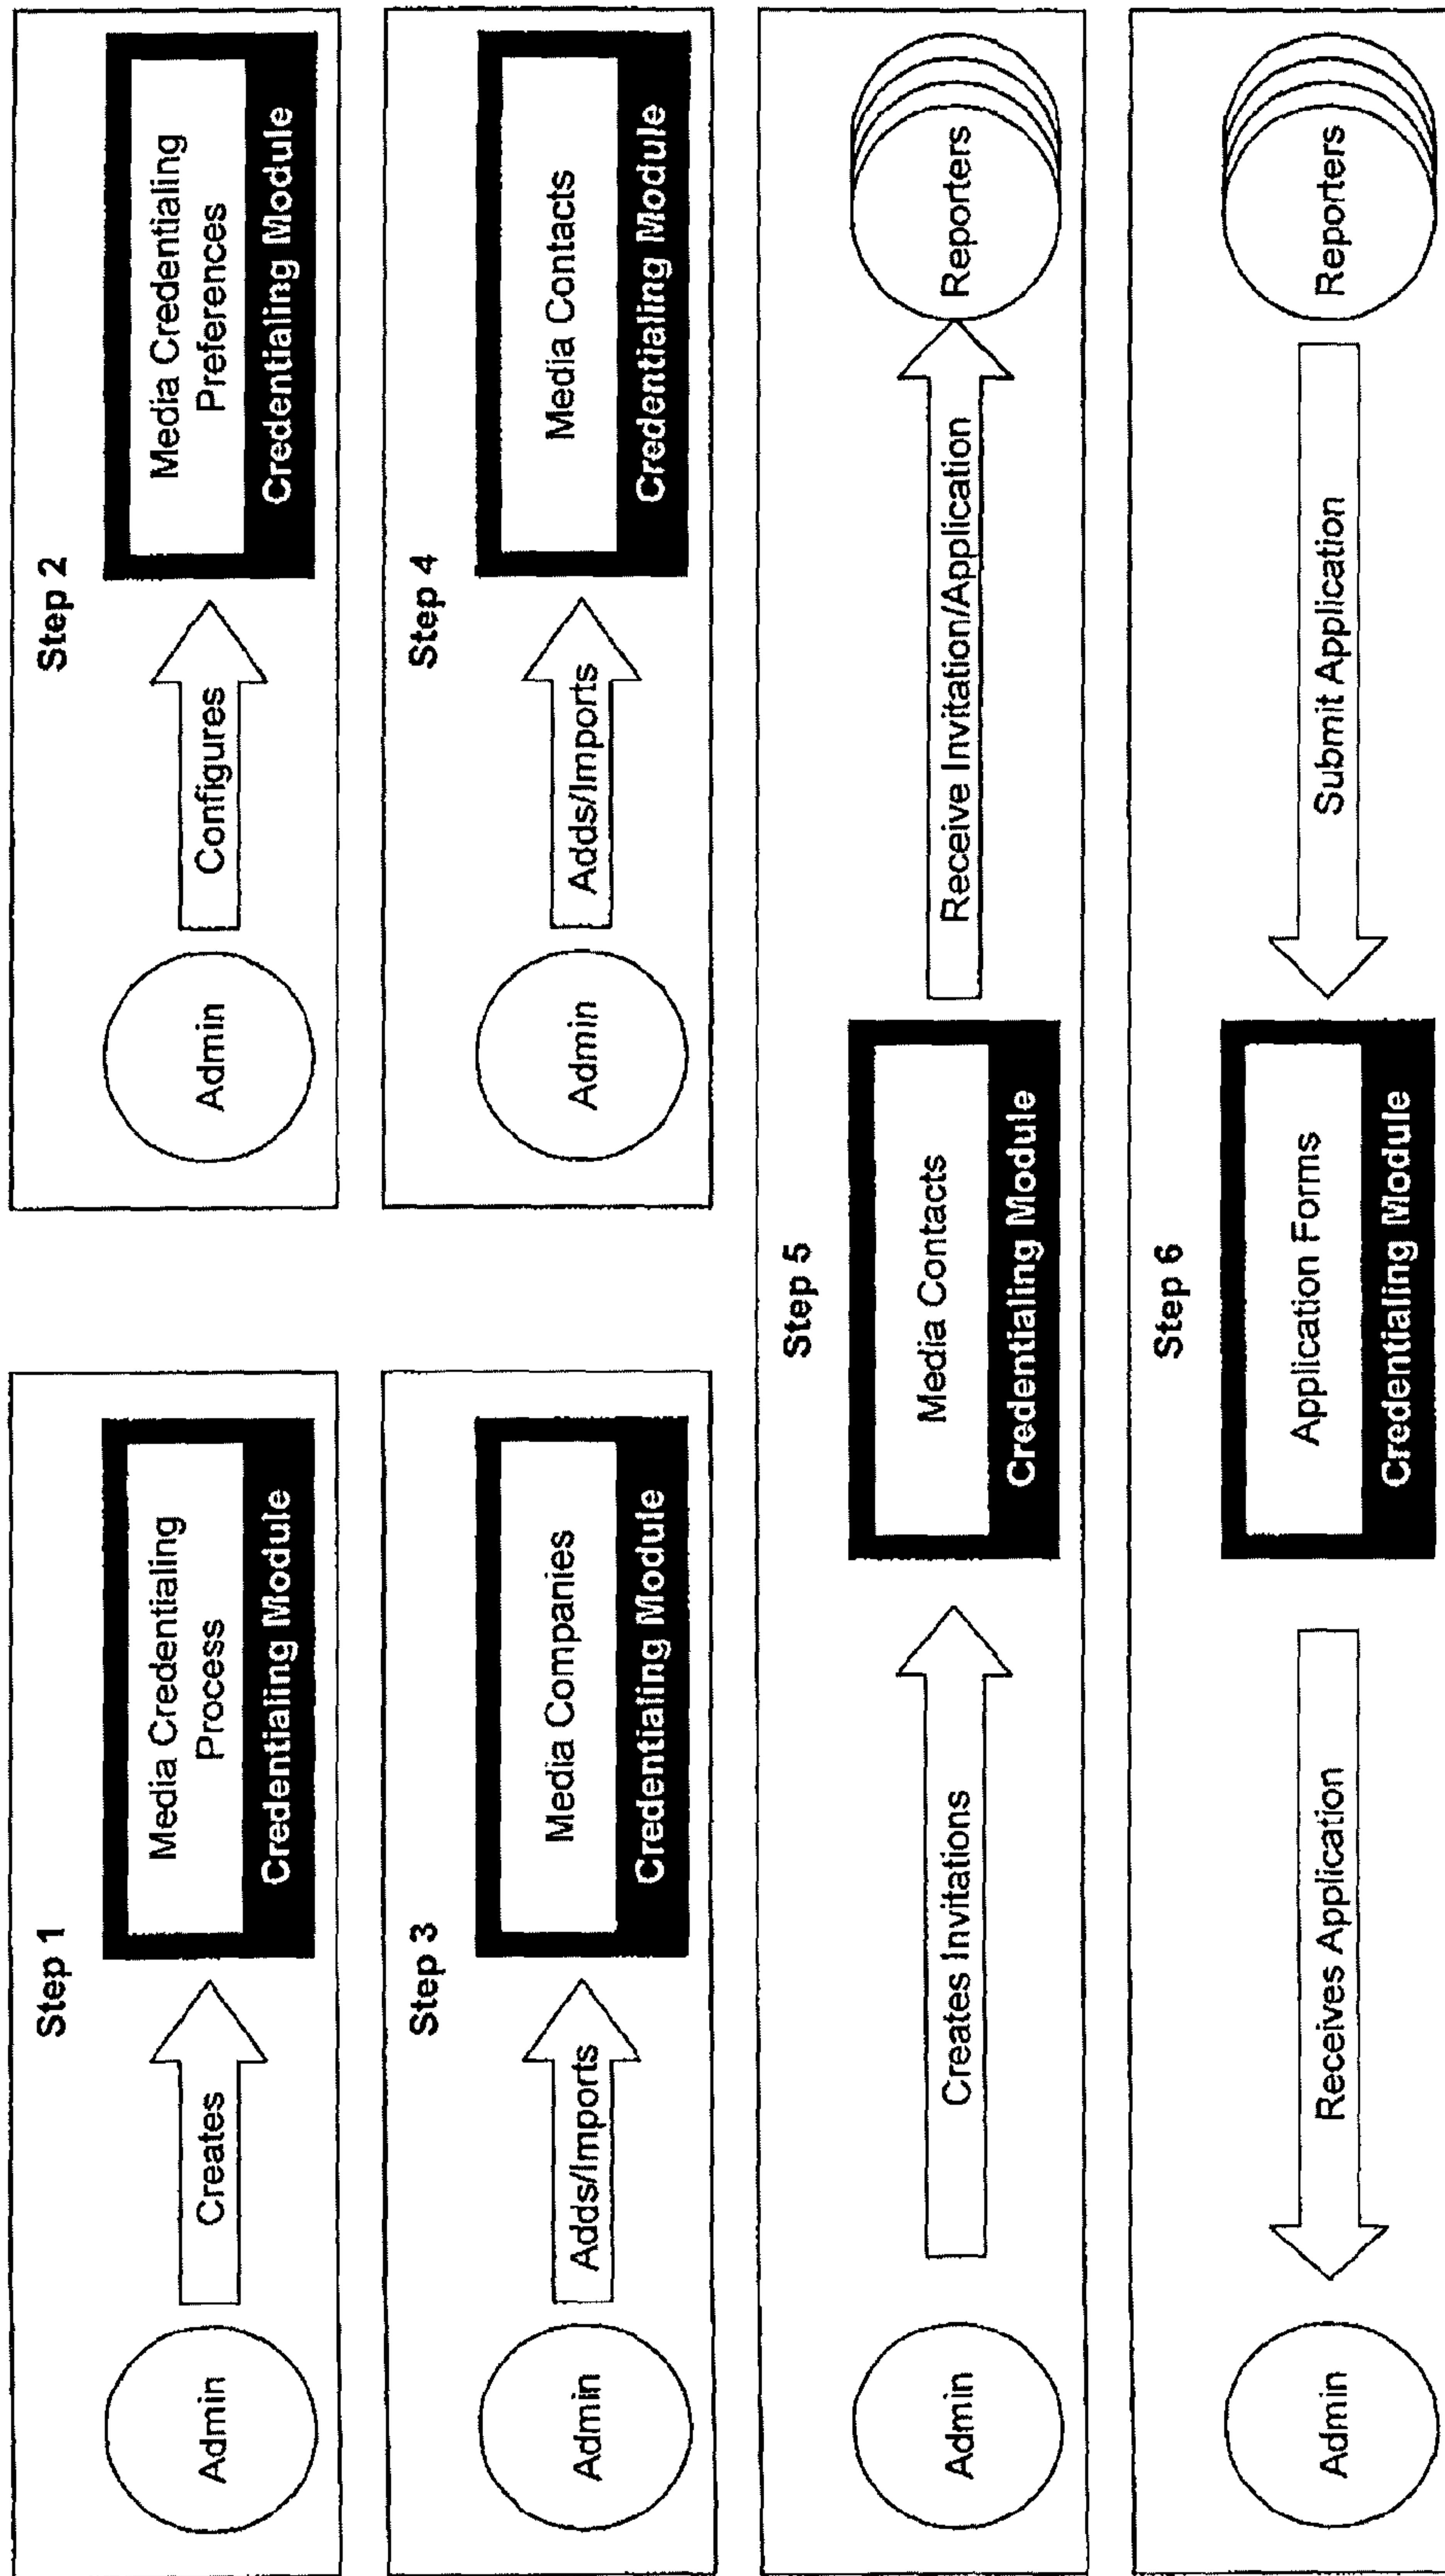 Step 1
Admin
Creates
Media Credentialing
Process
Credentialing Module
Step 2
Admin
Configures
Media Credentialing
Preferences
Credentialing Module
Step 3
Admin
Adds/Imports
Media Companies
Credentialing Module
Step 4
Admin
Adds/Imports
Media Contacts
Credentialing Module
Step 5
Admin
Creates Invitations
Media Contacts
Credentialing Module
Receive Invitation/Application
Reporters
Step 6
Admin
Receives Application
Application Forms
Credentialing Module
Submit Application
Reporters